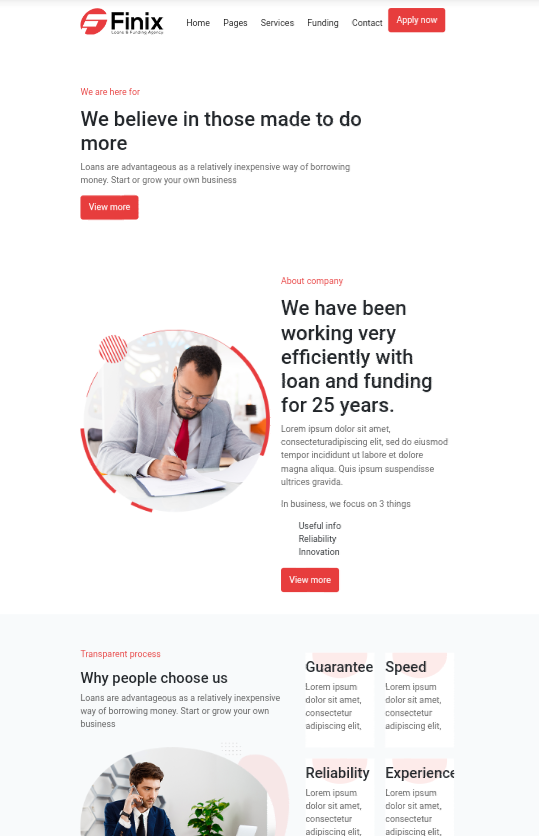 Finix
Loans & Funding Agency
Home Pages Services Funding Contact Apply now
We are here for
We believe in those made to do
more
Loans are advantageous as a relatively inexpensive way of borrowing
money. Start or grow your own business
View more
About company
We have been
working very
efficiently with
loan and funding
for 25 years.
Lorem ipsum dolor sit amet,
consecteturadipiscing elit, sed do eiusmod
tempor incididunt ut labore et dolore
magna aliqua. Quis ipsum suspendisse
ultrices gravida.
In business, we focus on 3 things
Useful info
Reliability
Innovation
View more
Transparent process
Why people choose us
Loans are advantageous as a relatively inexpensive
way of borrowing money. Start or grow your own
business
Guarantee
Lorem ipsum
dolor sit amet,
consectetur
adipiscing elit,
Speed
Lorem ipsum
dolor sit amet,
consectetur
adipiscing elit,
Reliability
Lorem ipsum
dolor sit amet,
consectetur
adipiscing elit,
Experience
Lorem ipsum
dolor sit amet,
consectetur
adipiscing elit,